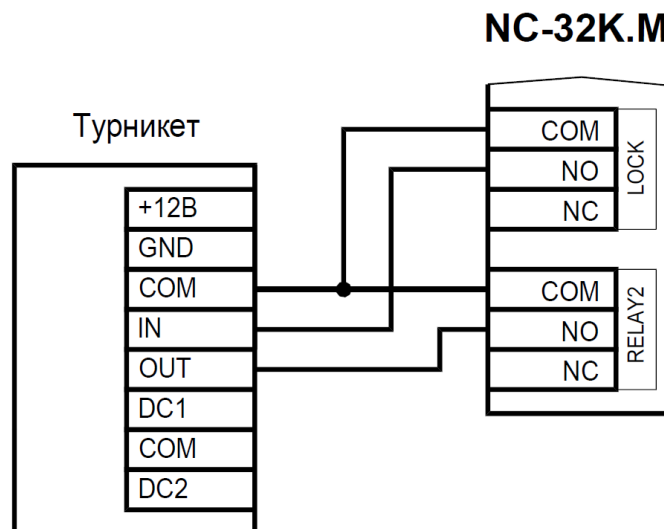 NC-32K.M
Турникет
+12В
GND
COM
IN
OUT
DC1
COM
DC2
COM
NO
NC
LOCK
COM
NO
NC
RELAY2